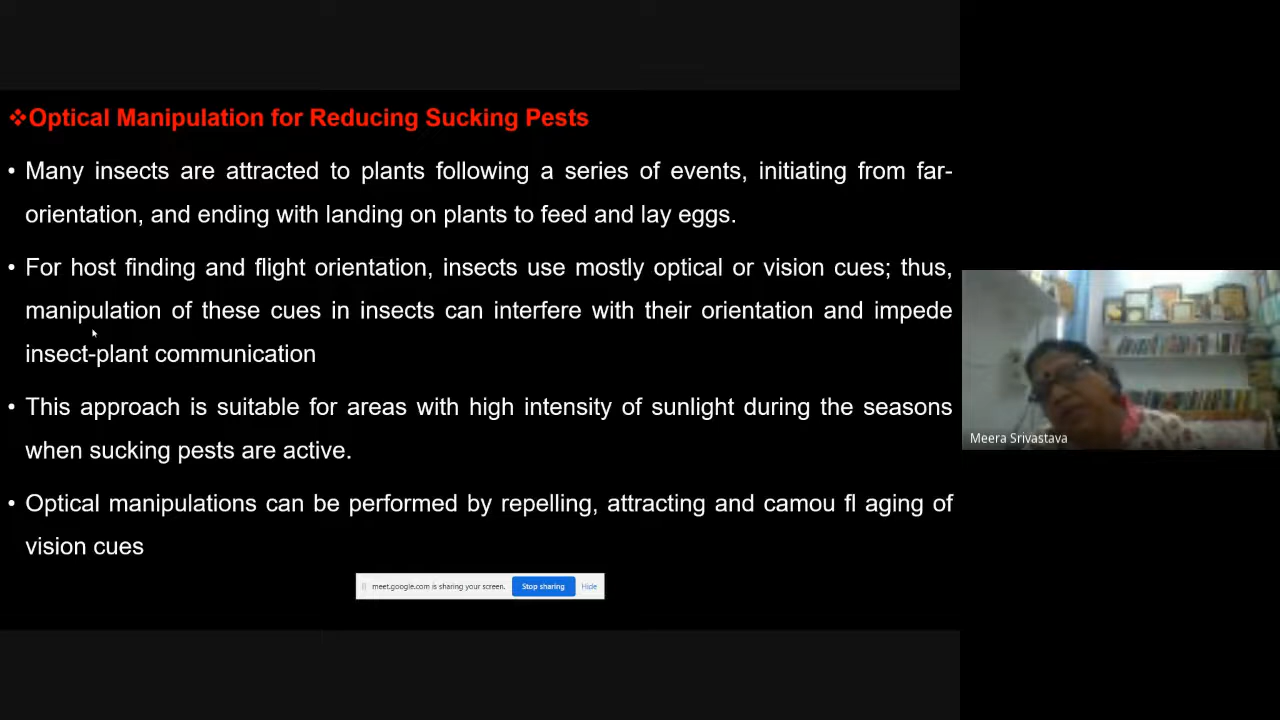 ❖Optical Manipulation for Reducing Sucking Pests
• Many insects are attracted to plants following a series of events, initiating from far-
orientation, and ending with landing on plants to feed and lay eggs.
• For host finding and flight orientation, insects use mostly optical or vision cues; thus,
manipulation of these cues in insects can interfere with their orientation and impede
insect-plant communication
• This approach is suitable for areas with high intensity of sunlight during the seasons
when sucking pests are active.
• Optical manipulations can be performed by repelling, attracting and camou fl aging of
vision cues
meet.google.com is sharing your screen. Stop sharing Hide
Meera Srivastava